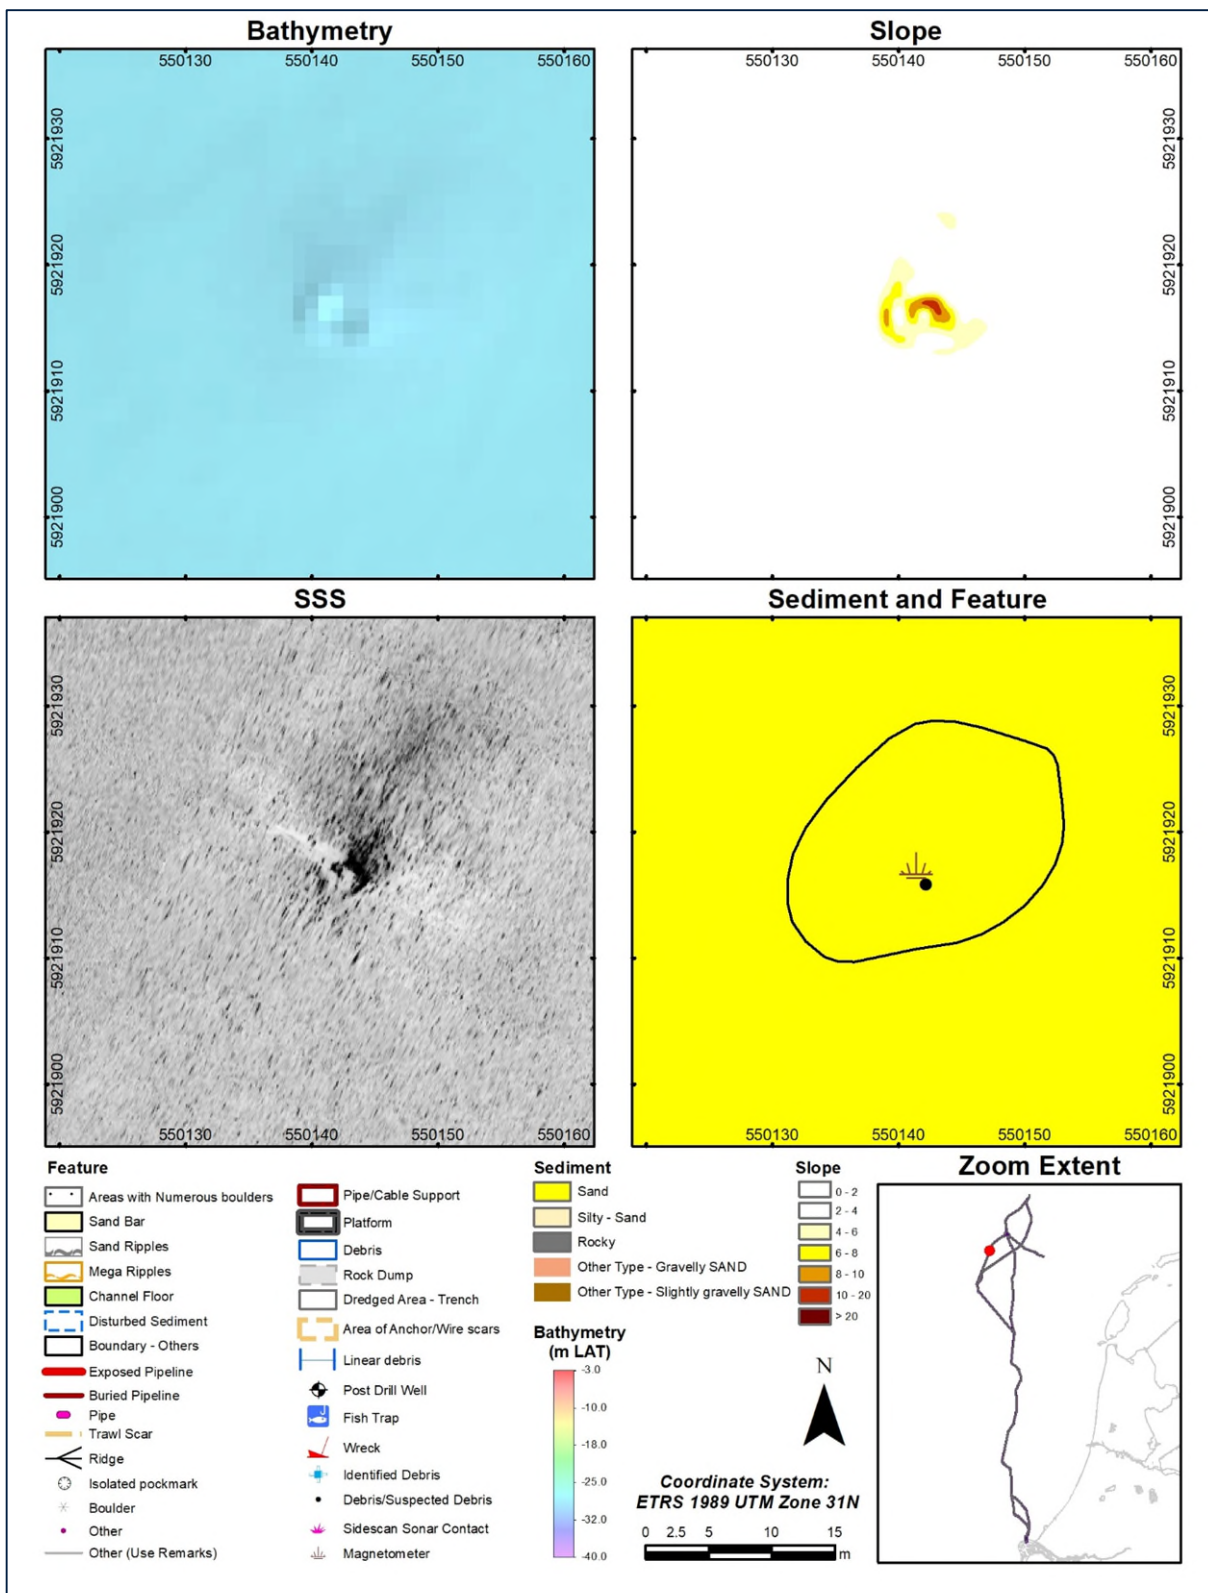 Bathymetry
550130 550140 550150 550160
5921930
5921920
5921910
5921900
Slope
550130 550140 550150 550160
5921930
5921920
5921910
5921900
SSS
5921930
5921920
5921910
5921900
550130 550140 550150 550160
Sediment and Feature
5921930
5921920
5921910
5921900
550130 550140 550150 550160
Feature
Areas with Numerous boulders
Sand Bar
Sand Ripples
Mega Ripples
Channel Floor
Disturbed Sediment
Boundary - Others
Exposed Pipeline
Buried Pipeline
Pipe
Trawl Scar
Ridge
Isolated pockmark
Boulder
Other
Other (Use Remarks)
Pipe/Cable Support
Platform
Debris
Rock Dump
Dredged Area - Trench
Area of Anchor/Wire scars
Linear debris
Post Drill Well
Fish Trap
Wreck
Identified Debris
Debris/Suspected Debris
Sidescan Sonar Contact
Magnetometer
Sediment
Sand
Silty - Sand
Rocky
Other Type - Gravelly SAND
Other Type - Slightly gravelly SAND
Bathymetry
(m LAT)
-3.0
-10.0
-18.0
-25.0
-32.0
-40.0
Slope
0 - 2
2 - 4
4 - 6
6 - 8
8 - 10
10 - 20
> 20
N
Coordinate System:
ETRS 1989 UTM Zone 31N
0 2.5 5 10 15
m
Zoom Extent